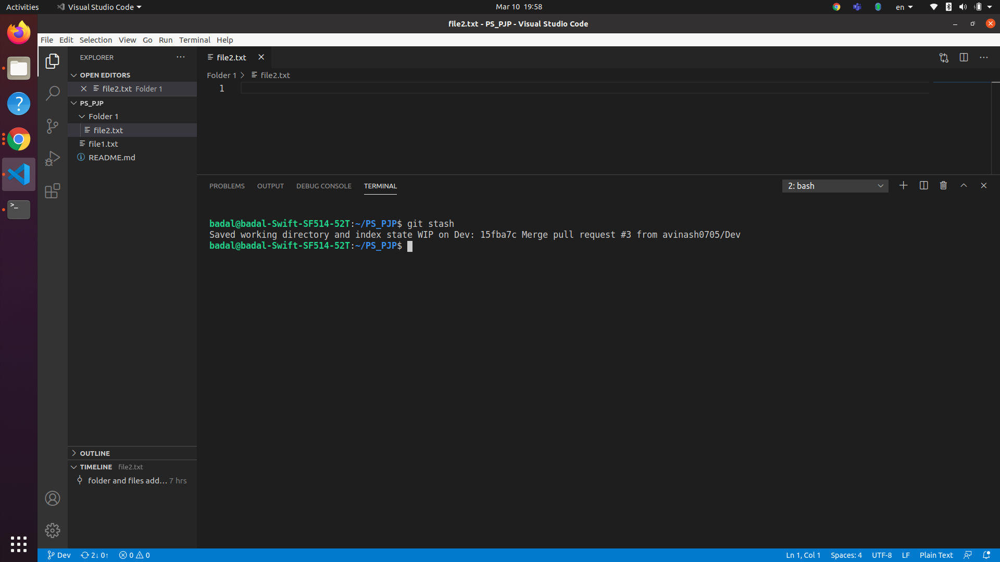 Activities Visual Studio Code Mar 10 19:58 en
file2.txt - PS_PJP - Visual Studio Code
File Edit Selection View Go Run Terminal Help
EXPLORER
OPEN EDITORS
file2.txt Folder 1
PS_PJP
Folder 1
file2.txt
file1.txt
README.md
OUTLINE
TIMELINE file2.txt
folder and files add... 7 hrs
file2.txt
Folder 1 > file2.txt
1
PROBLEMS OUTPUT DEBUG CONSOLE TERMINAL 2: bash
badal@badal-Swift-SF514-52T:~/PS_PJP$ git stash
Saved working directory and index state WIP on Dev: 15fba7c Merge pull request #3 from avinash0705/Dev
badal@badal-Swift-SF514-52T:~/PS_PJP$
Dev 2↓ 0↑ 0 0 Ln 1, Col 1 Spaces: 4 UTF-8 LF Plain Text